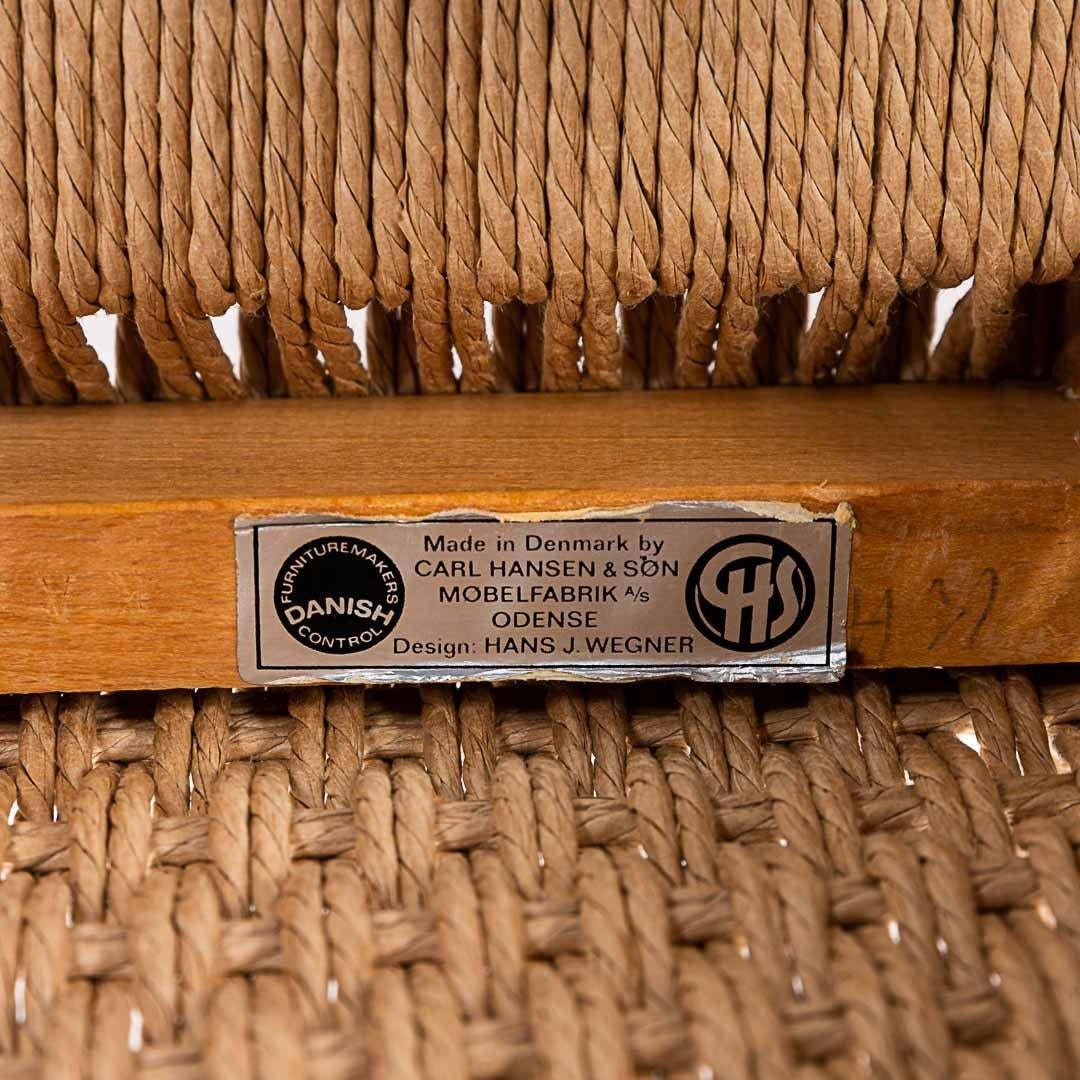 FURNITUREMAKERS
DANISH
CONTROL
Made in Denmark by
CARL HANSEN & SØN
MØBELFABRIK A/s
ODENSE
Design: HANS J. WEGNER
CHS